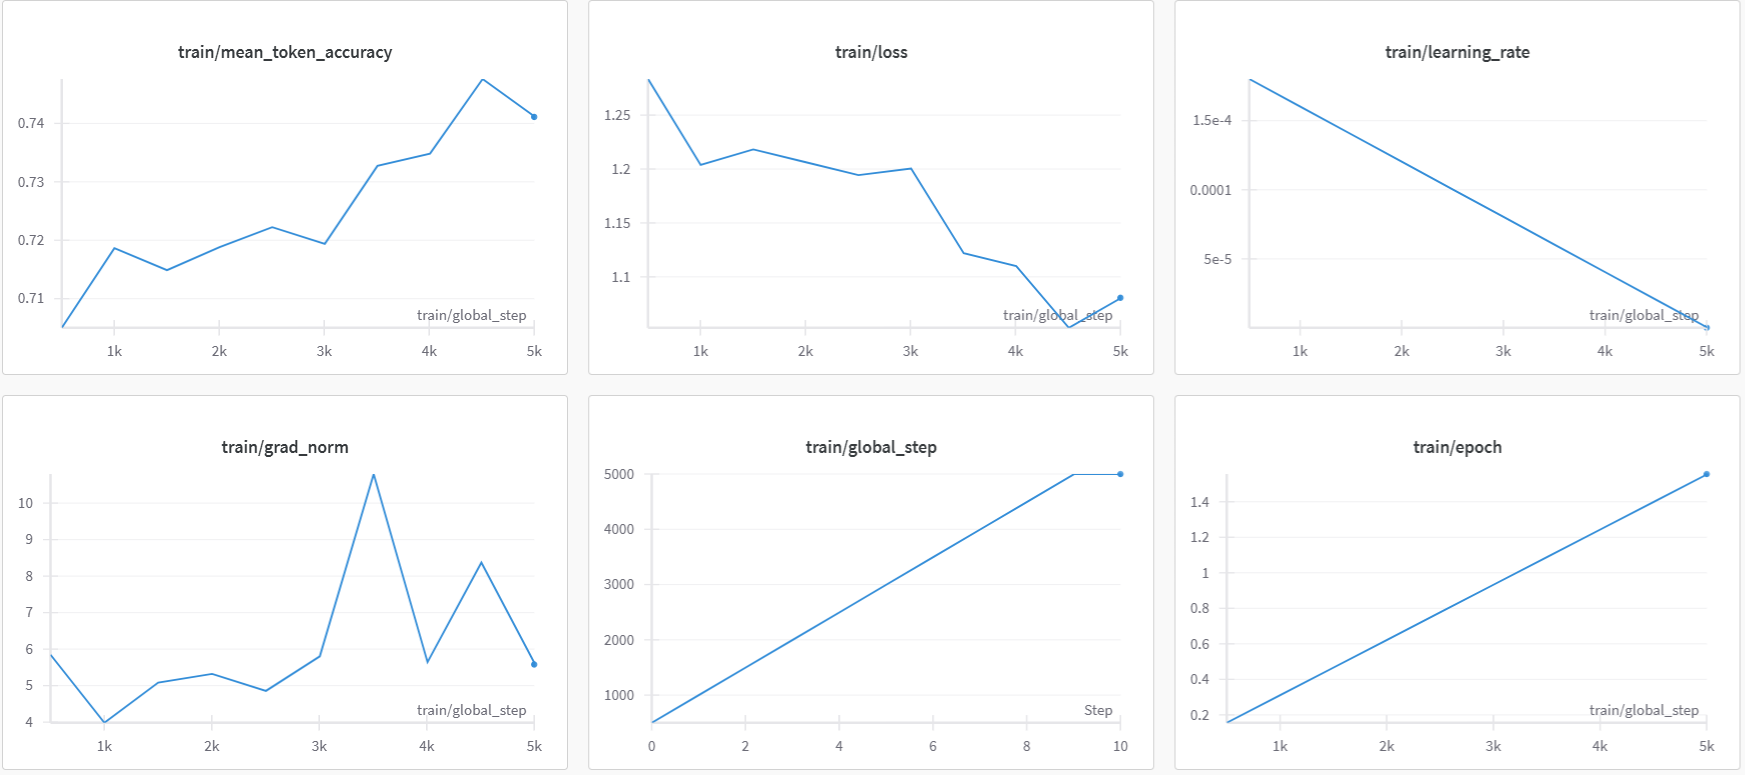 train/mean_token_accuracy
0.74
0.73
0.72
0.71
train/global_step
1k 2k 3k 4k 5k
train/loss
1.25
1.2
1.15
1.1
train/global_step
1k 2k 3k 4k 5k
train/learning_rate
1.5e-4
0.0001
5e-5
train/global_step
1k 2k 3k 4k 5k
train/grad_norm
10
9
8
7
6
5
4
train/global_step
1k 2k 3k 4k 5k
train/global_step
5000
4000
3000
2000
1000
Step
0 2 4 6 8 10
train/epoch
1.4
1.2
1
0.8
0.6
0.4
0.2
train/global_step
1k 2k 3k 4k 5k